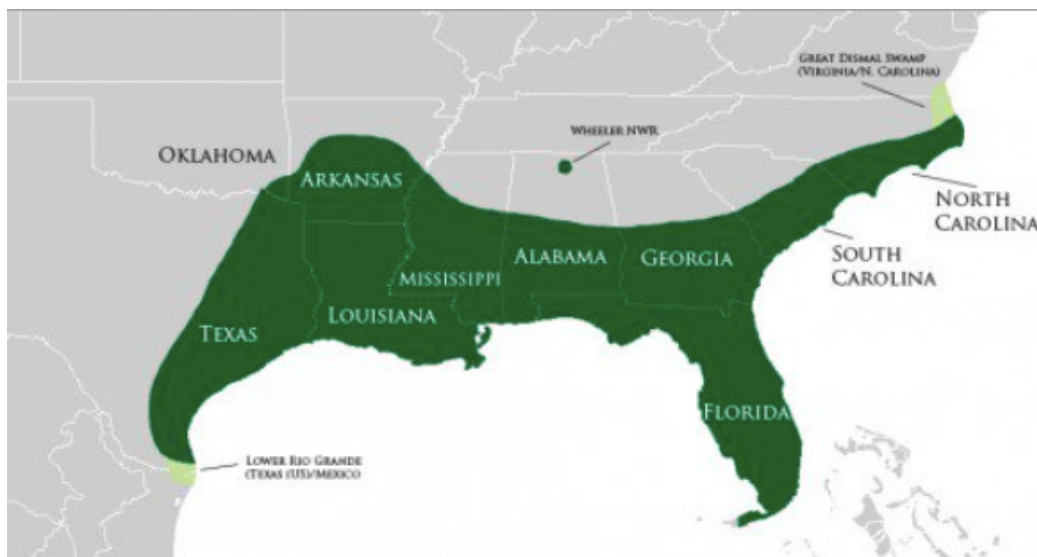 GREAT DISMAL SWAMP
(VIRGINIA/N. CAROLINA)
WHEELER NWR
OKLAHOMA
ARKANSAS
NORTH
CAROLINA
SOUTH
CAROLINA
ALABAMA
GEORGIA
MISSISSIPPI
LOUISIANA
TEXAS
FLORIDA
LOWER RIO GRANDE
(TEXAS (US)/MEXICO